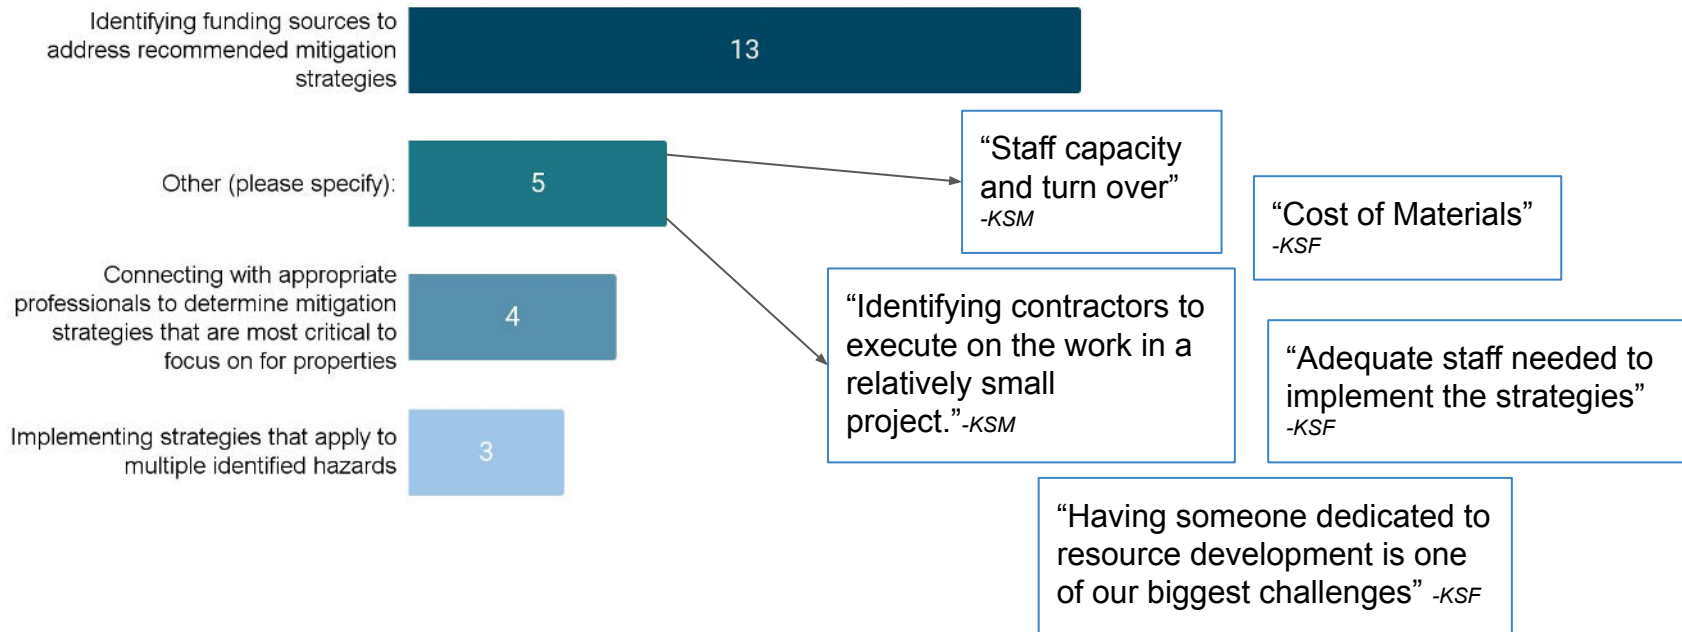 Identifying funding sources to
address recommended mitigation
strategies
13
Other (please specify):
5
Connecting with appropriate
professionals to determine mitigation
strategies that are most critical to
focus on for properties
4
Implementing strategies that apply to
multiple identified hazards
3
“Staff capacity
and turn over”
-KSM
“Cost of Materials”
-KSF
“Identifying contractors to
execute on the work in a
relatively small
project.”-KSM
“Adequate staff needed to
implement the strategies”
-KSF
“Having someone dedicated to
resource development is one
of our biggest challenges” -KSF